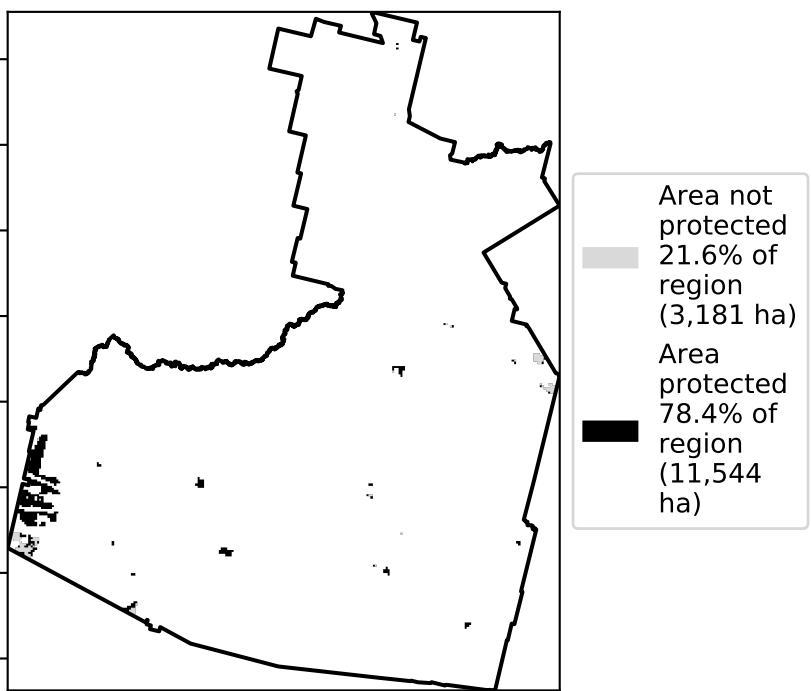 Area not
protected
21.6% of
region
(3,181 ha)
Area
protected
78.4% of
region
(11,544
ha)